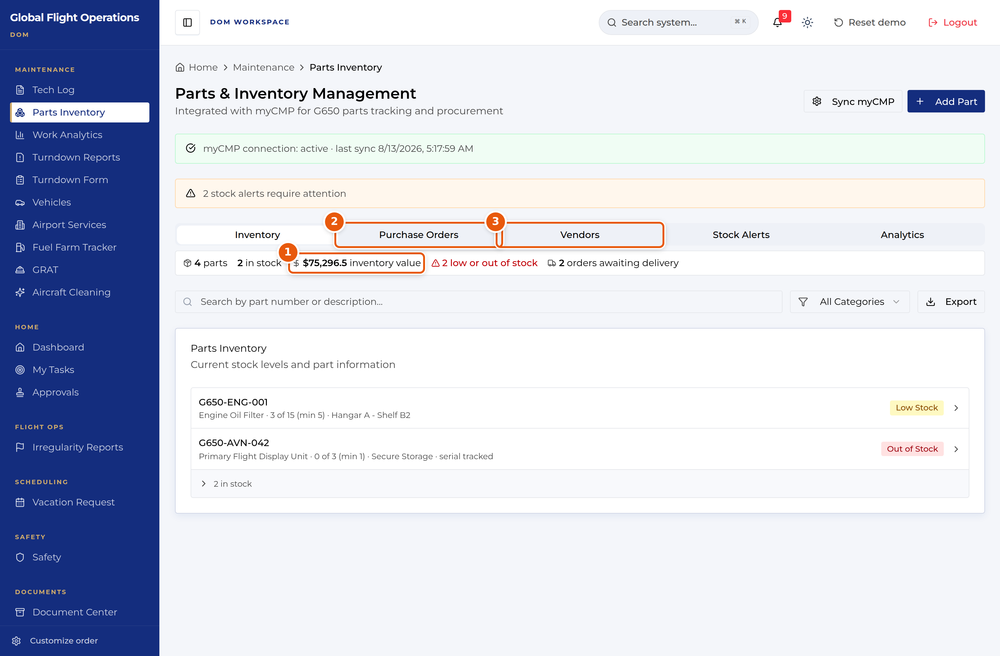 Global Flight Operations
DOM
MAINTENANCE
Tech Log
Parts Inventory
Work Analytics
Turndown Reports
Turndown Form
Vehicles
Airport Services
Fuel Farm Tracker
GRAT
Aircraft Cleaning
HOME
Dashboard
My Tasks
Approvals
FLIGHT OPS
Irregularity Reports
SCHEDULING
Vacation Request
SAFETY
Safety
DOCUMENTS
Document Center
Customize order
DOM WORKSPACE
Search system...
⌘ K
9
Reset demo
Logout
Home > Maintenance > Parts Inventory
Parts & Inventory Management
Integrated with myCMP for G650 parts tracking and procurement
Sync myCMP
+ Add Part
myCMP connection: active · last sync 8/13/2026, 5:17:59 AM
2 stock alerts require attention
2
3
Inventory
Purchase Orders
Vendors
Stock Alerts
Analytics
1
4 parts 2 in stock $ $75,296.5 inventory value 2 low or out of stock 2 orders awaiting delivery
Search by part number or description...
All Categories
Export
Parts Inventory
Current stock levels and part information
G650-ENG-001
Engine Oil Filter · 3 of 15 (min 5) · Hangar A - Shelf B2
Low Stock
G650-AVN-042
Primary Flight Display Unit · 0 of 3 (min 1) · Secure Storage · serial tracked
Out of Stock
2 in stock